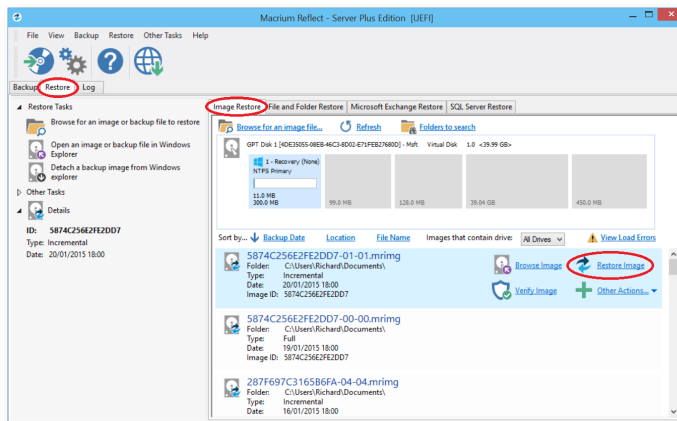 Macrium Reflect - Server Plus Edition [UEFI]
File View Backup Restore Other Tasks Help
Backup Restore Log
Restore Tasks
Browse for an image or backup file to restore
Open an image or backup file in Windows Explorer
Detach a backup image from Windows explorer
Other Tasks
Details
ID: 5874C256E2FE2DD7
Type: Incremental
Date: 20/01/2015 18:00
Image Restore File and Folder Restore Microsoft Exchange Restore SQL Server Restore
Browse for an image file... Refresh Folders to search
GPT Disk 1 [4DE35055-08EB-46C3-8D02-E71FEB27680D] - Msft Virtual Disk 1.0 <39.99 GB>
1 - Recovery (None)
NTFS Primary
11.0 MB
300.0 MB 99.0 MB 128.0 MB 39.04 GB 450.0 MB
Sort by... Backup Date Location File Name Images that contain drive: All Drives View Load Errors
5874C256E2FE2DD7-01-01.mrimg
Folder: C:\Users\Richard\Documents\
Type: Incremental
Date: 20/01/2015 18:00
Image ID: 5874C256E2FE2DD7
Browse Image Restore Image
Verify Image Other Actions...
5874C256E2FE2DD7-00-00.mrimg
Folder: C:\Users\Richard\Documents\
Type: Full
Date: 19/01/2015 18:00
Image ID: 5874C256E2FE2DD7
287F697C3165B6FA-04-04.mrimg
Folder: C:\Users\Richard\Documents\
Type: Incremental
Date: 16/01/2015 18:00